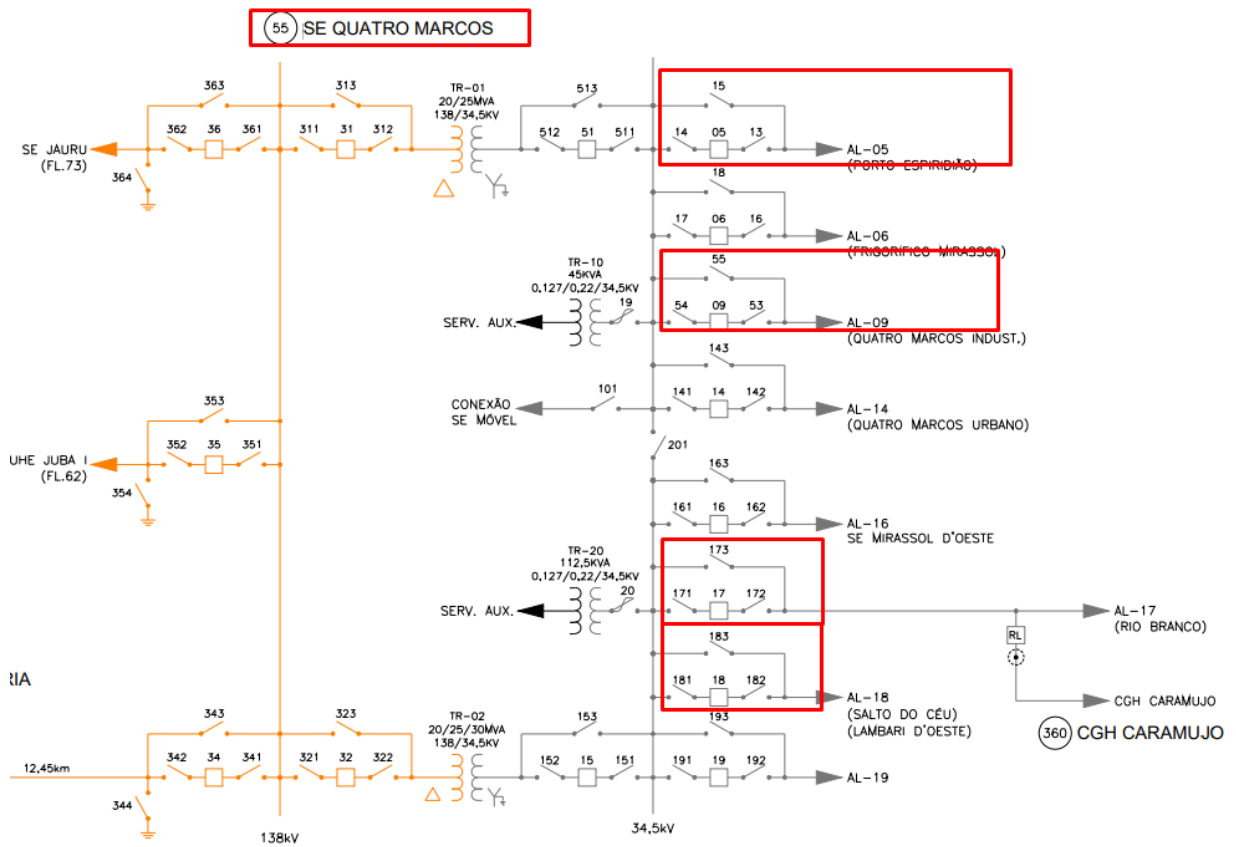 55 SE QUATRO MARCOS
363
313
TR-01
20/25MVA
138/34,5KV
513
15
362 36 361 311 31 312
512 51 511
14 05 13
SE JAURU
(FL.73)
AL-05
(PORTO ESPIRIDIÃO)
364
18
17 06 16
AL-06
(FRIGORÍFICO MIRASSOL)
TR-10
45KVA
0.127/0.22/34.5KV
19
55
54 09 53
SERV. AUX.
AL-09
(QUATRO MARCOS INDUST.)
143
101
141 14 142
CONEXÃO
SE MÓVEL
AL-14
(QUATRO MARCOS URBANO)
353
352 35 351
201
UHE JUBA I
(FL.62)
354
163
161 16 162
AL-16
SE MIRASSOL D'OESTE
TR-20
112,5KVA
0,127/0,22/34,5KV
20
173
171 17 172
SERV. AUX.
AL-17
(RIO BRANCO)
RL
183
181 18 182
AL-18
(SALTO DO CÉU)
(LAMBARI D'OESTE)
CGH CARAMUJO
360 CGH CARAMUJO
RIA
343
323
TR-02
20/25/30MVA
138/34,5KV
153
193
12,45km
342 34 341 321 32 322
152 15 151 191 19 192
AL-19
344
138kV
34,5kV